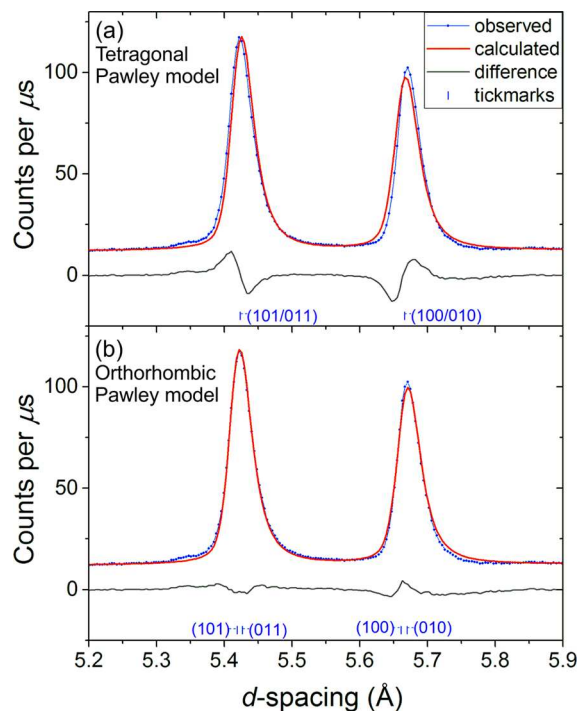 (a)
Tetragonal
Pawley model
observed
calculated
difference
tickmarks
100
50
0
Counts per μs
(101/011)
(100/010)
(b)
Orthorhombic
Pawley model
100
50
0
Counts per μs
(101)
(011)
(100)
(010)
5.2 5.3 5.4 5.5 5.6 5.7 5.8 5.9
d-spacing (Å)